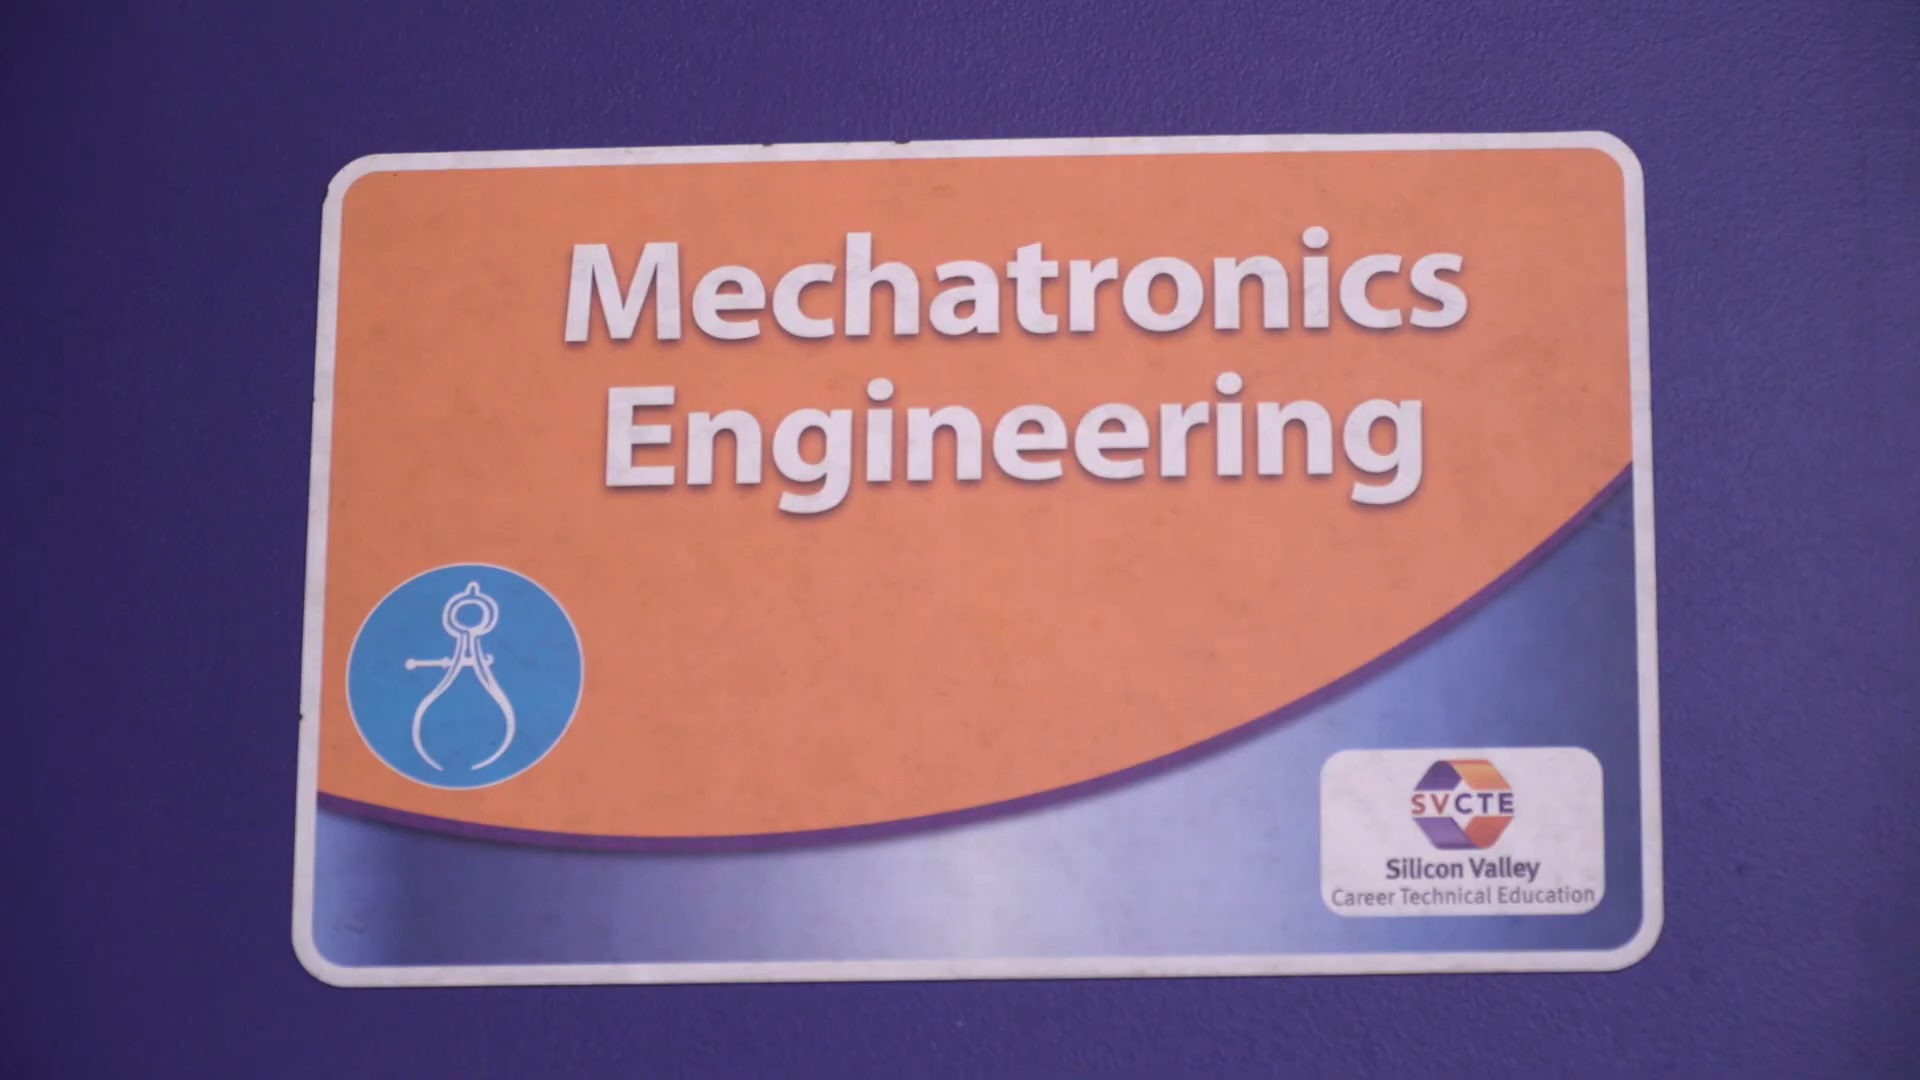 Mechatronics
Engineering
SVCTE
Silicon Valley
Career Technical Education